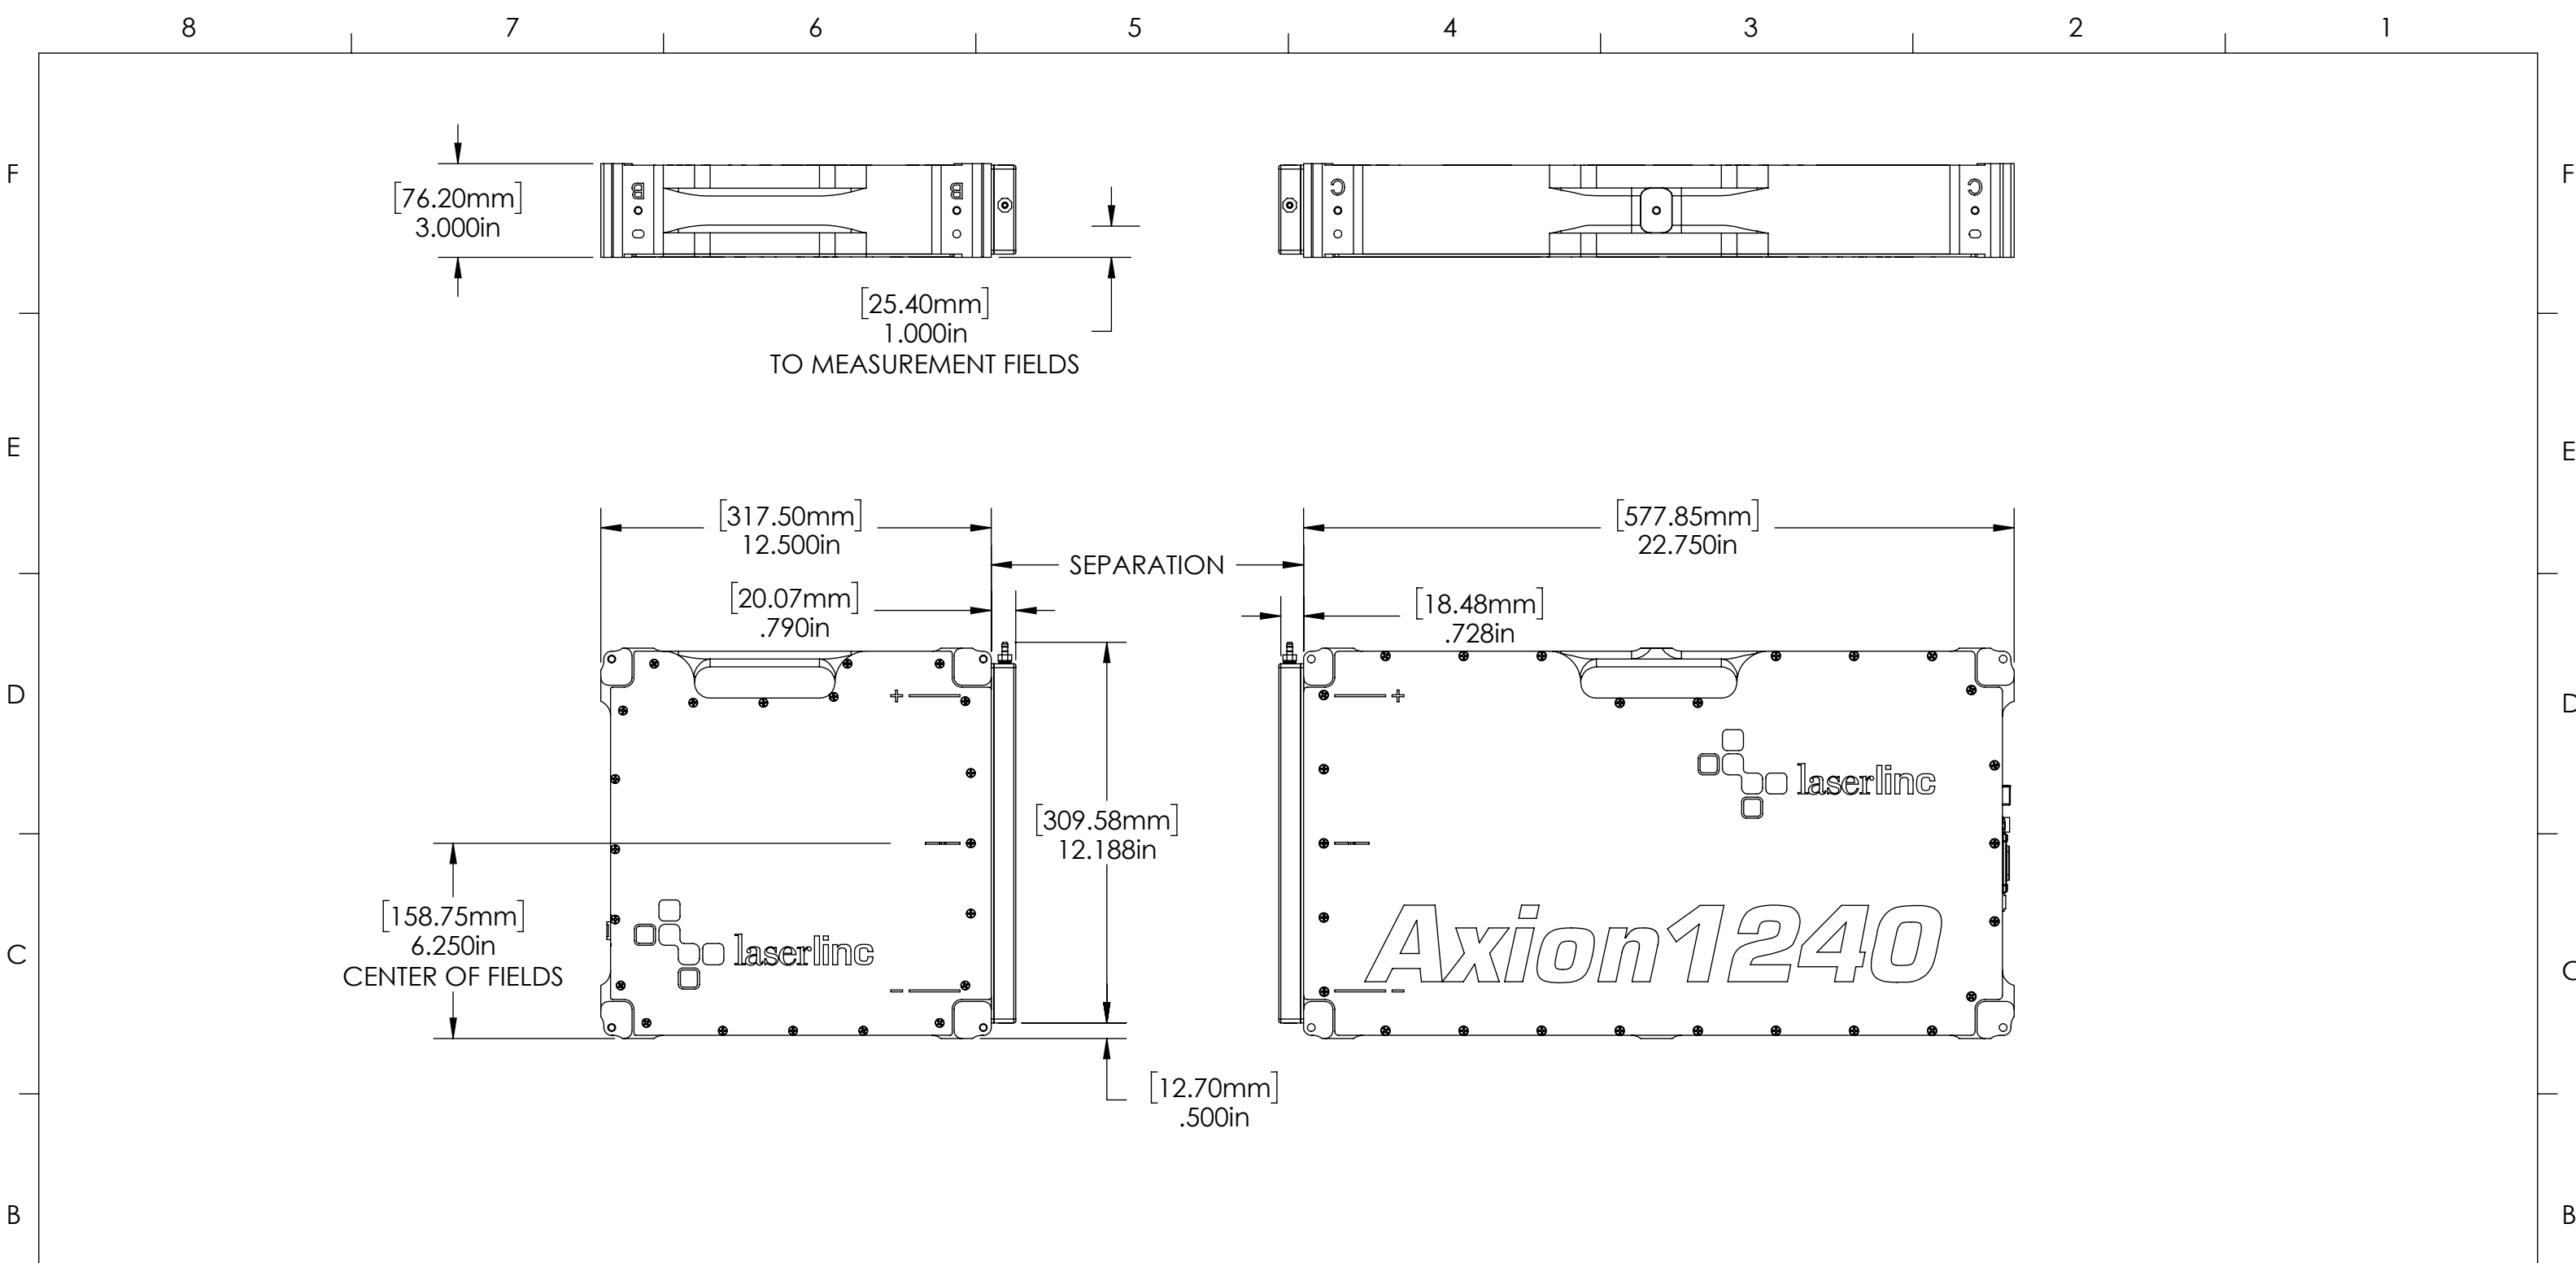 8 7 6 5 4 3 2 1
F F
[76.20mm]
3.000in
B B
C C
[25.40mm]
1.000in
TO MEASUREMENT FIELDS
E E
[317.50mm]
12.500in
[577.85mm]
22.750in
SEPARATION
[20.07mm]
.790in
[18.48mm]
.728in
D D
+ +
laserlinc
[309.58mm]
12.188in
[158.75mm]
6.250in
CENTER OF FIELDS
C C
laserlinc
Axion1240
- -
[12.70mm]
.500in
B B